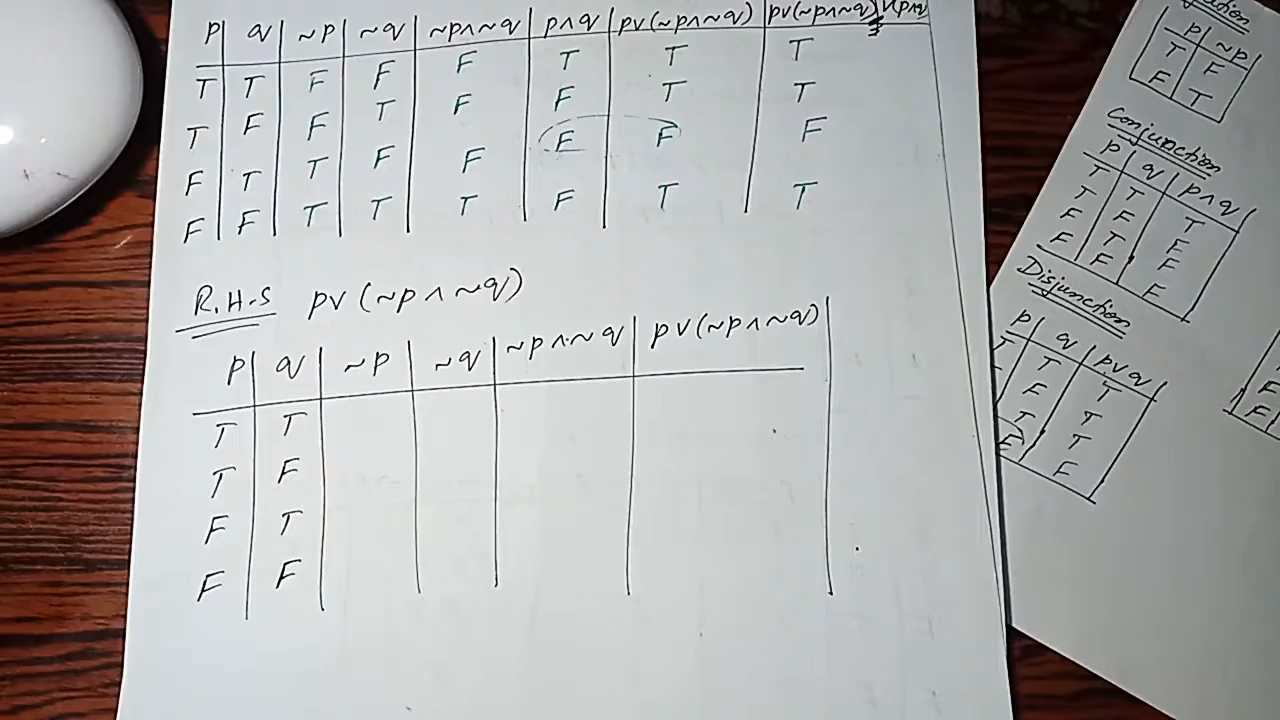 p q ~p ~q ~p∧~q p∧q p∨(~p∧~q) p∨(~p∧~q)∨(p∧q)
T T F F F T T T
T F F T F F T T
F T T F F F F F
F F T T T F T T
R.H.S p∨(~p∧~q)
p q ~p ~q ~p∧~q p∨(~p∧~q)
T T
T F
F T
F F
p ~p
T F
F T
Conjunction
p q p∧q
T T T
T F F
F T F
F F F
Disjunction
p q p∨q
T T T
F T
T T
F F F
F
F